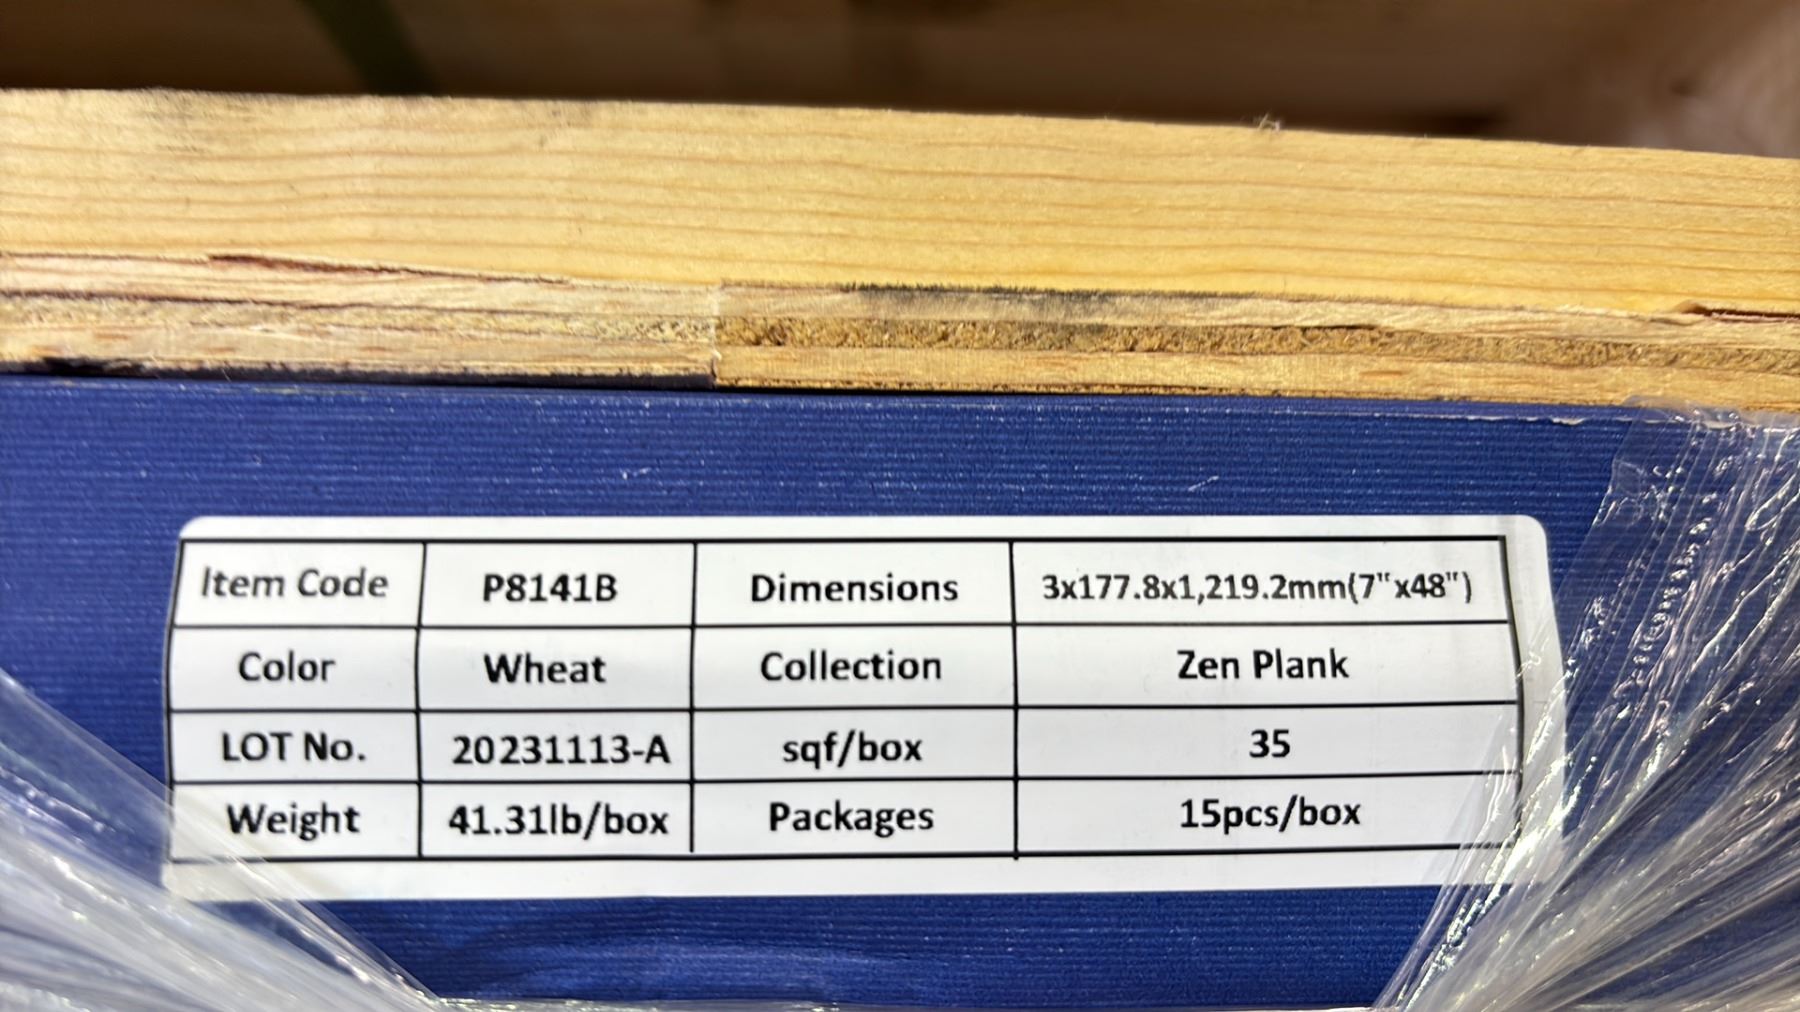 Item Code P8141B Dimensions 3x177.8x1,219.2mm(7"x48")
Color Wheat Collection Zen Plank
LOT No. 20231113-A sqf/box 35
Weight 41.31lb/box Packages 15pcs/box